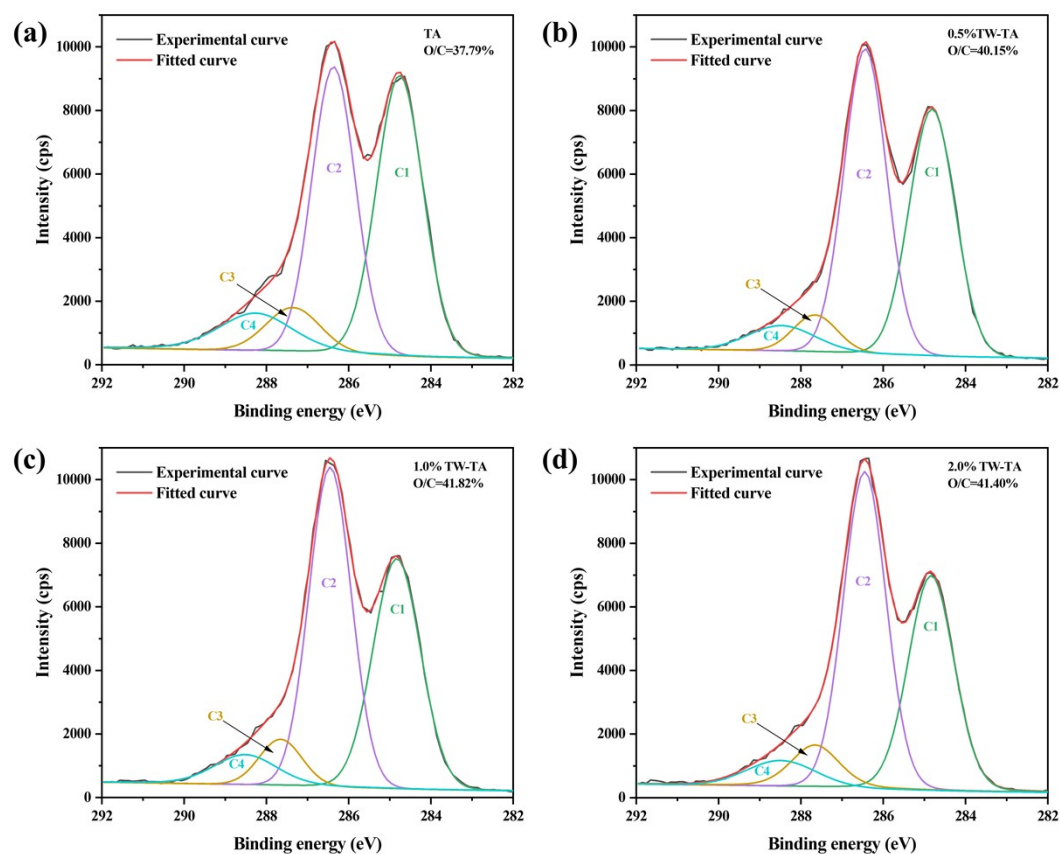 (a)
Experimental curve
Fitted curve
TA
O/C=37.79%
C2
C1
C3
C4
10000
8000
6000
4000
2000
0
292
290
288
286
284
282
Intensity (cps)
Binding energy (eV)
(b)
Experimental curve
Fitted curve
0.5%TW-TA
O/C=40.15%
C2
C1
C3
C4
10000
8000
6000
4000
2000
0
292
290
288
286
284
282
Intensity (cps)
Binding energy (eV)
(c)
Experimental curve
Fitted curve
1.0% TW-TA
O/C=41.82%
C2
C1
C3
C4
10000
8000
6000
4000
2000
0
292
290
288
286
284
282
Intensity (cps)
Binding energy (eV)
(d)
Experimental curve
Fitted curve
2.0% TW-TA
O/C=41.40%
C2
C1
C3
C4
10000
8000
6000
4000
2000
0
292
290
288
286
284
282
Intensity (cps)
Binding energy (eV)